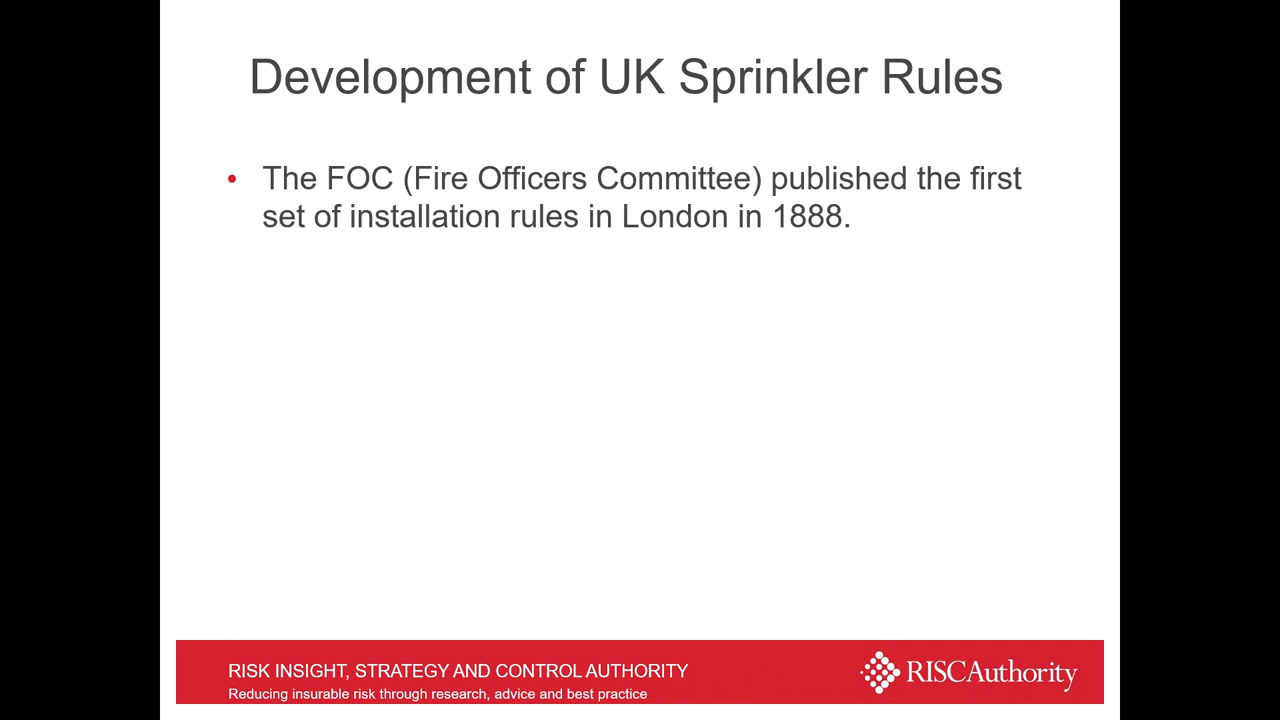 Development of UK Sprinkler Rules
• The FOC (Fire Officers Committee) published the first
set of installation rules in London in 1888.
RISK INSIGHT, STRATEGY AND CONTROL AUTHORITY
Reducing insurable risk through research, advice and best practice
RISCAuthority